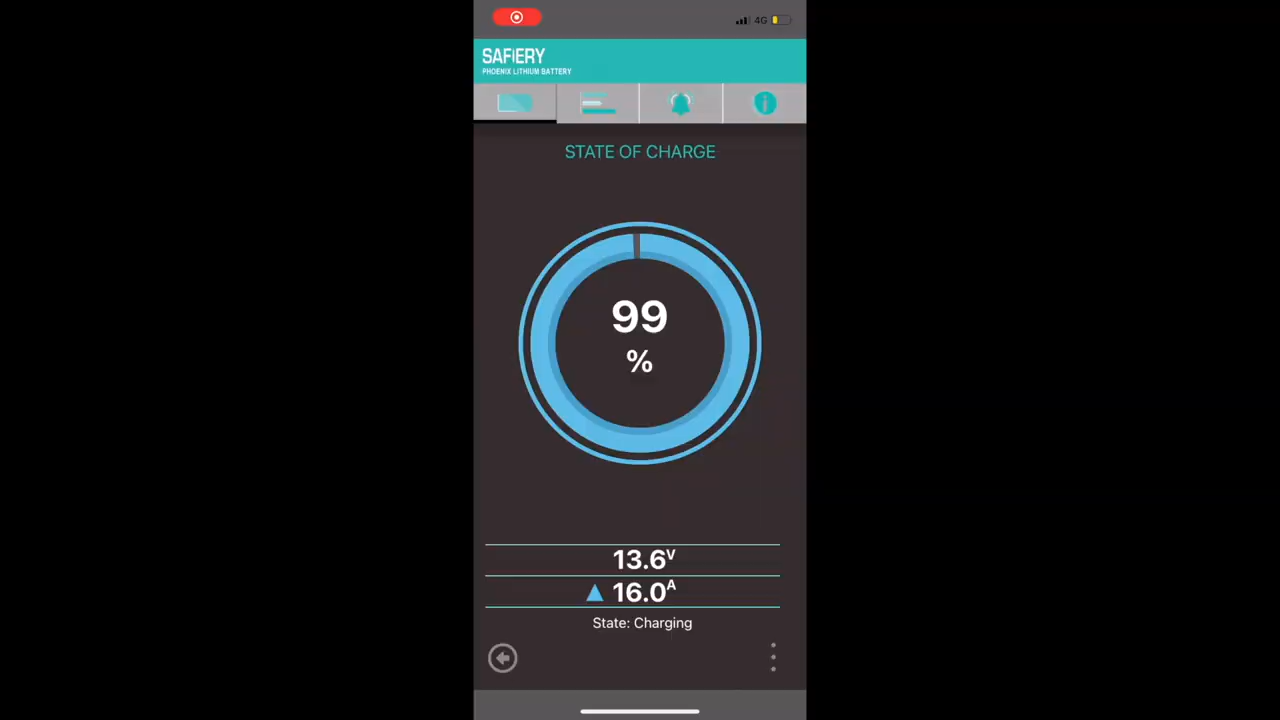 4G
SAFIERY
PHOENIX LITHIUM BATTERY
STATE OF CHARGE
99
%
13.6V
16.0A
State: Charging